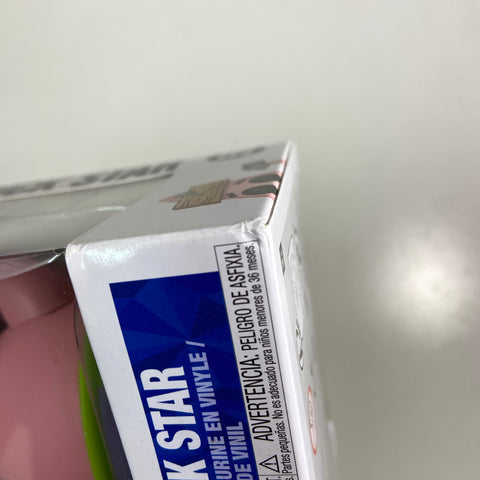 K STAR
URINE EN VINYLE /
DE VINIL
ADVERTENCIA: PELIGRO DE ASFIXIA.
Partes pequeñas. No es adecuado para niños menores de 36 meses.